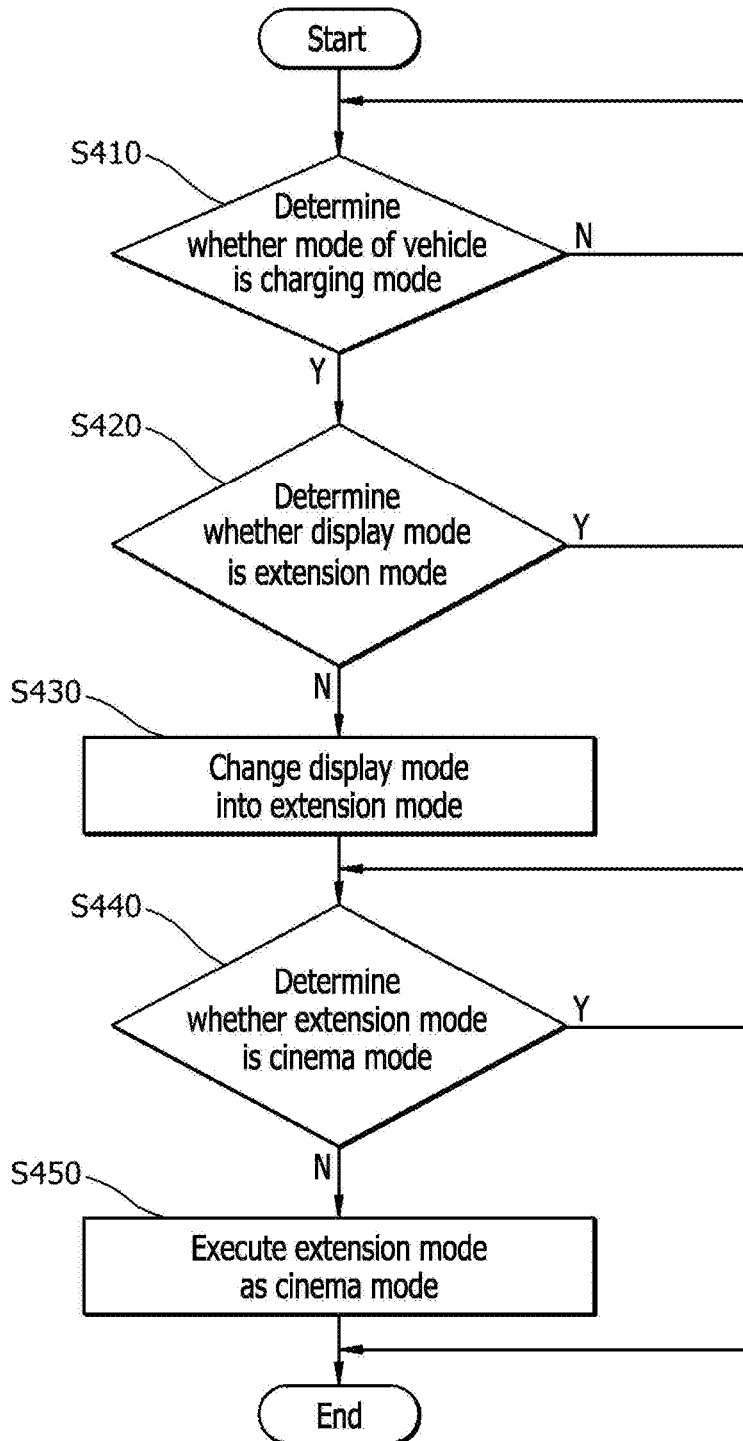 Start
S410
Determine
whether mode of vehicle
is charging mode
N
Y
S420
Determine
whether display mode
is extension mode
Y
N
S430
Change display mode
into extension mode
S440
Determine
whether extension mode
is cinema mode
Y
N
S450
Execute extension mode
as cinema mode
End